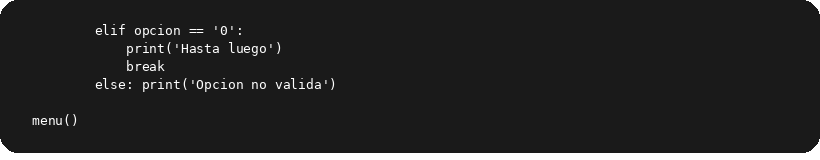 elif opcion == '0':
            print('Hasta luego')
            break
        else: print('Opcion no valida')

menu()